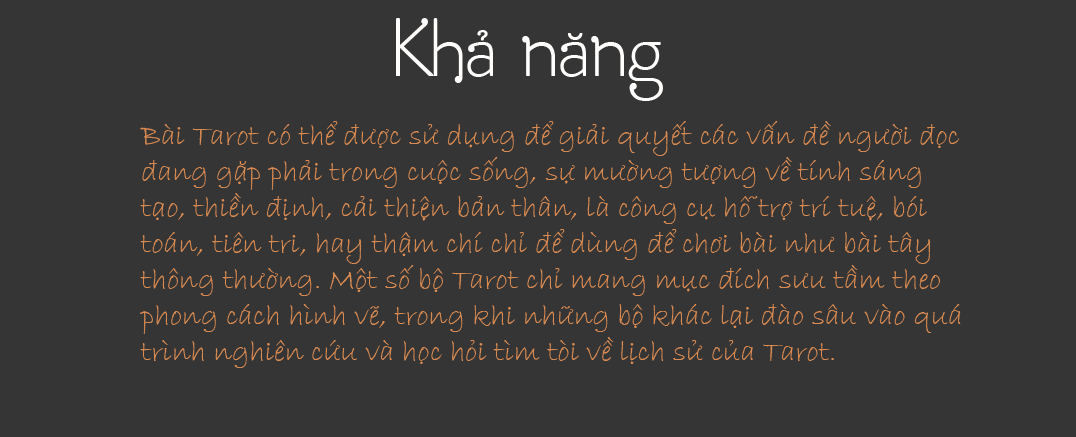 Khả năng
Bài Tarot có thể được sử dụng để giải quyết các vấn đề người đọc
đang gặp phải trong cuộc sống, sự mường tượng về tính sáng
tạo, thiền định, cải thiện bản thân, là công cụ hỗ trợ trí tuệ, bói
toán, tiên tri, hay thậm chí chỉ để dùng để chơi bài như bài tây
thông thường. Một số bộ Tarot chỉ mang mục đích sưu tầm theo
phong cách hình vẽ, trong khi những bộ khác lại đào sâu vào quá
trình nghiên cứu và học hỏi tìm tòi về lịch sử của Tarot.